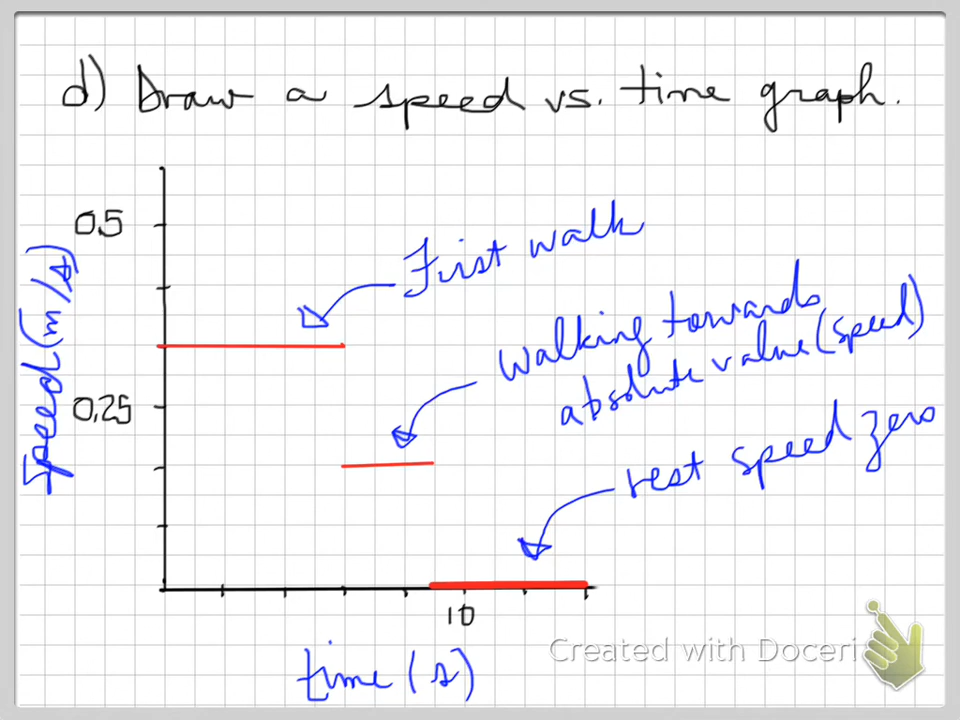 d) Draw a speed vs. time graph.
0.5
First walk
Speed (m/s)
walking towards
absolute value (speed)
0.25
rest speed zero
10
time (s)
Created with Doceri